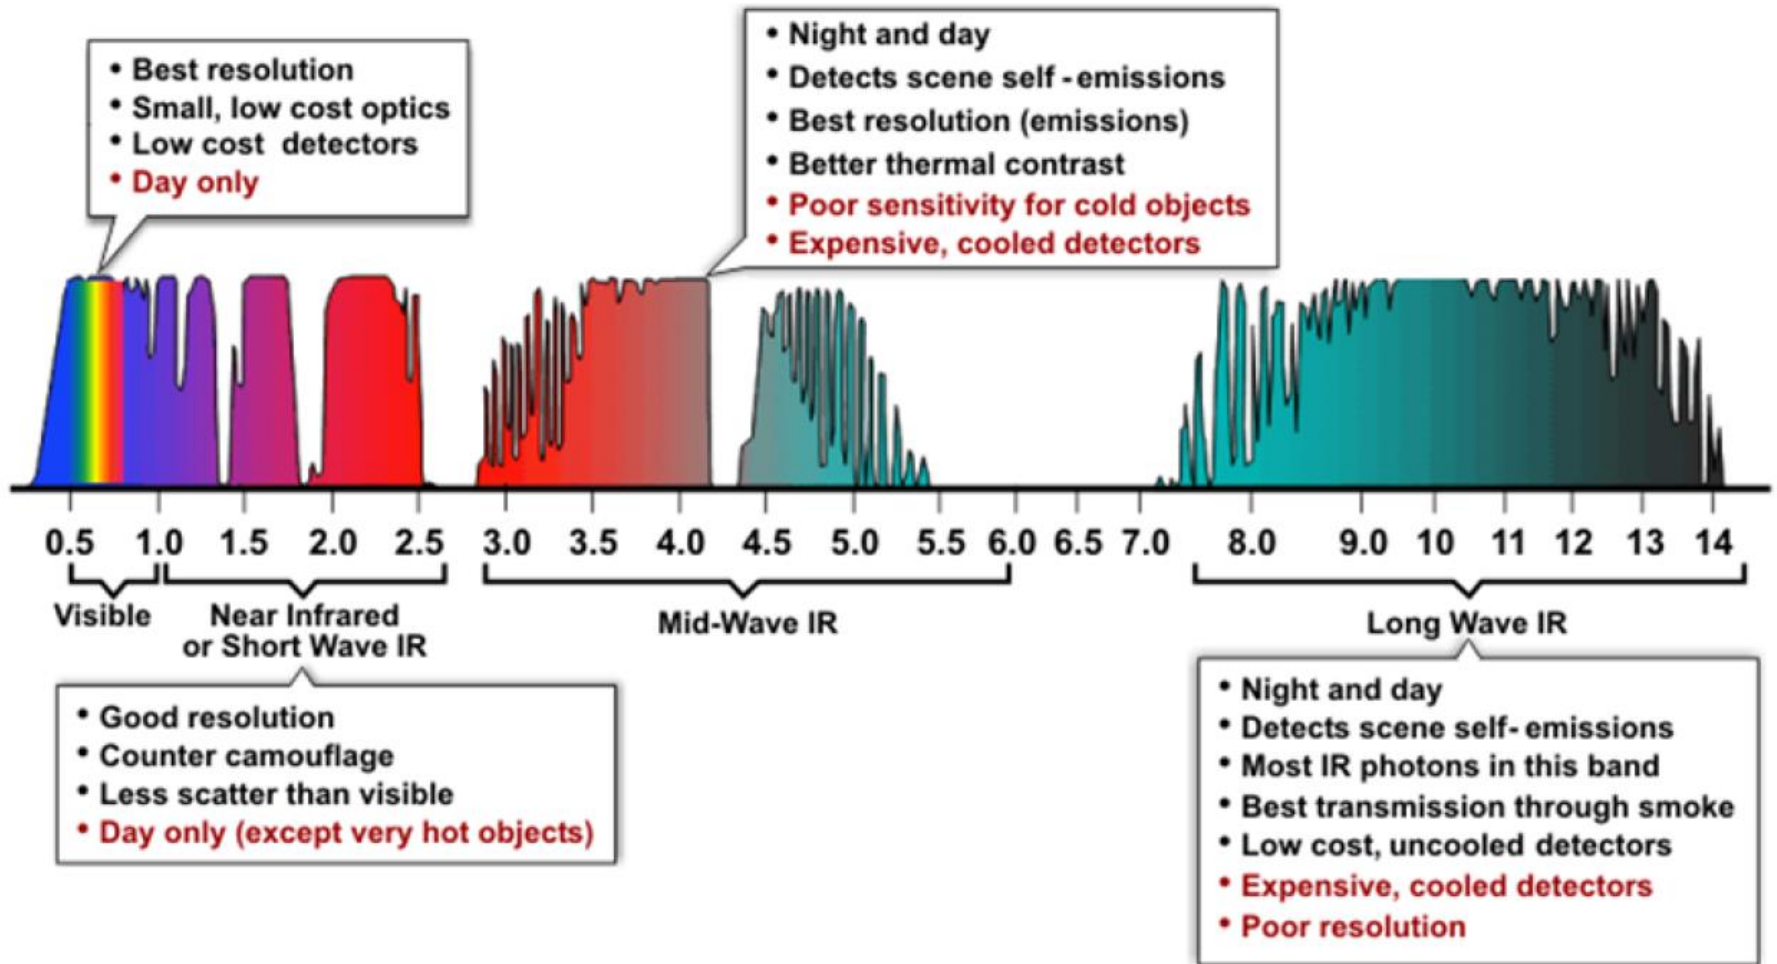 • Best resolution
• Small, low cost optics
• Low cost detectors
• Day only
• Night and day
• Detects scene self-emissions
• Best resolution (emissions)
• Better thermal contrast
• Poor sensitivity for cold objects
• Expensive, cooled detectors
0.5 1.0 1.5 2.0 2.5 3.0 3.5 4.0 4.5 5.0 5.5 6.0 6.5 7.0 8.0 9.0 10 11 12 13 14
Visible
Near Infrared
or Short Wave IR
Mid-Wave IR
Long Wave IR
• Good resolution
• Counter camouflage
• Less scatter than visible
• Day only (except very hot objects)
• Night and day
• Detects scene self-emissions
• Most IR photons in this band
• Best transmission through smoke
• Low cost, uncooled detectors
• Expensive, cooled detectors
• Poor resolution